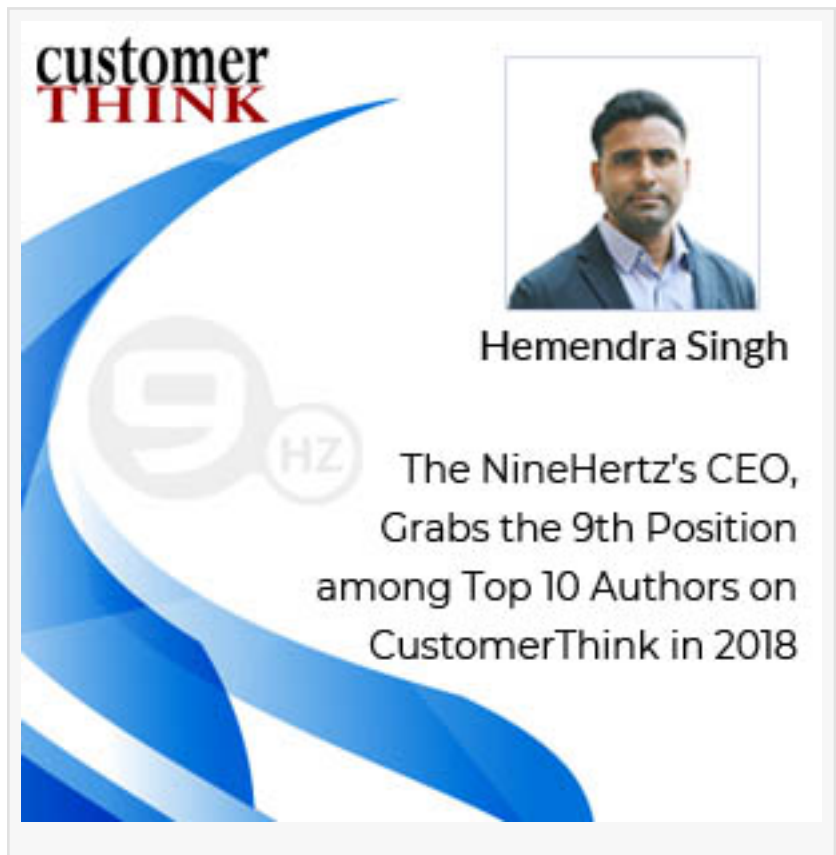 customer
THINK
Hemendra Singh
9
HZ
The NineHertz's CEO,
Grabs the 9th Position
among Top 10 Authors on
CustomerThink in 2018